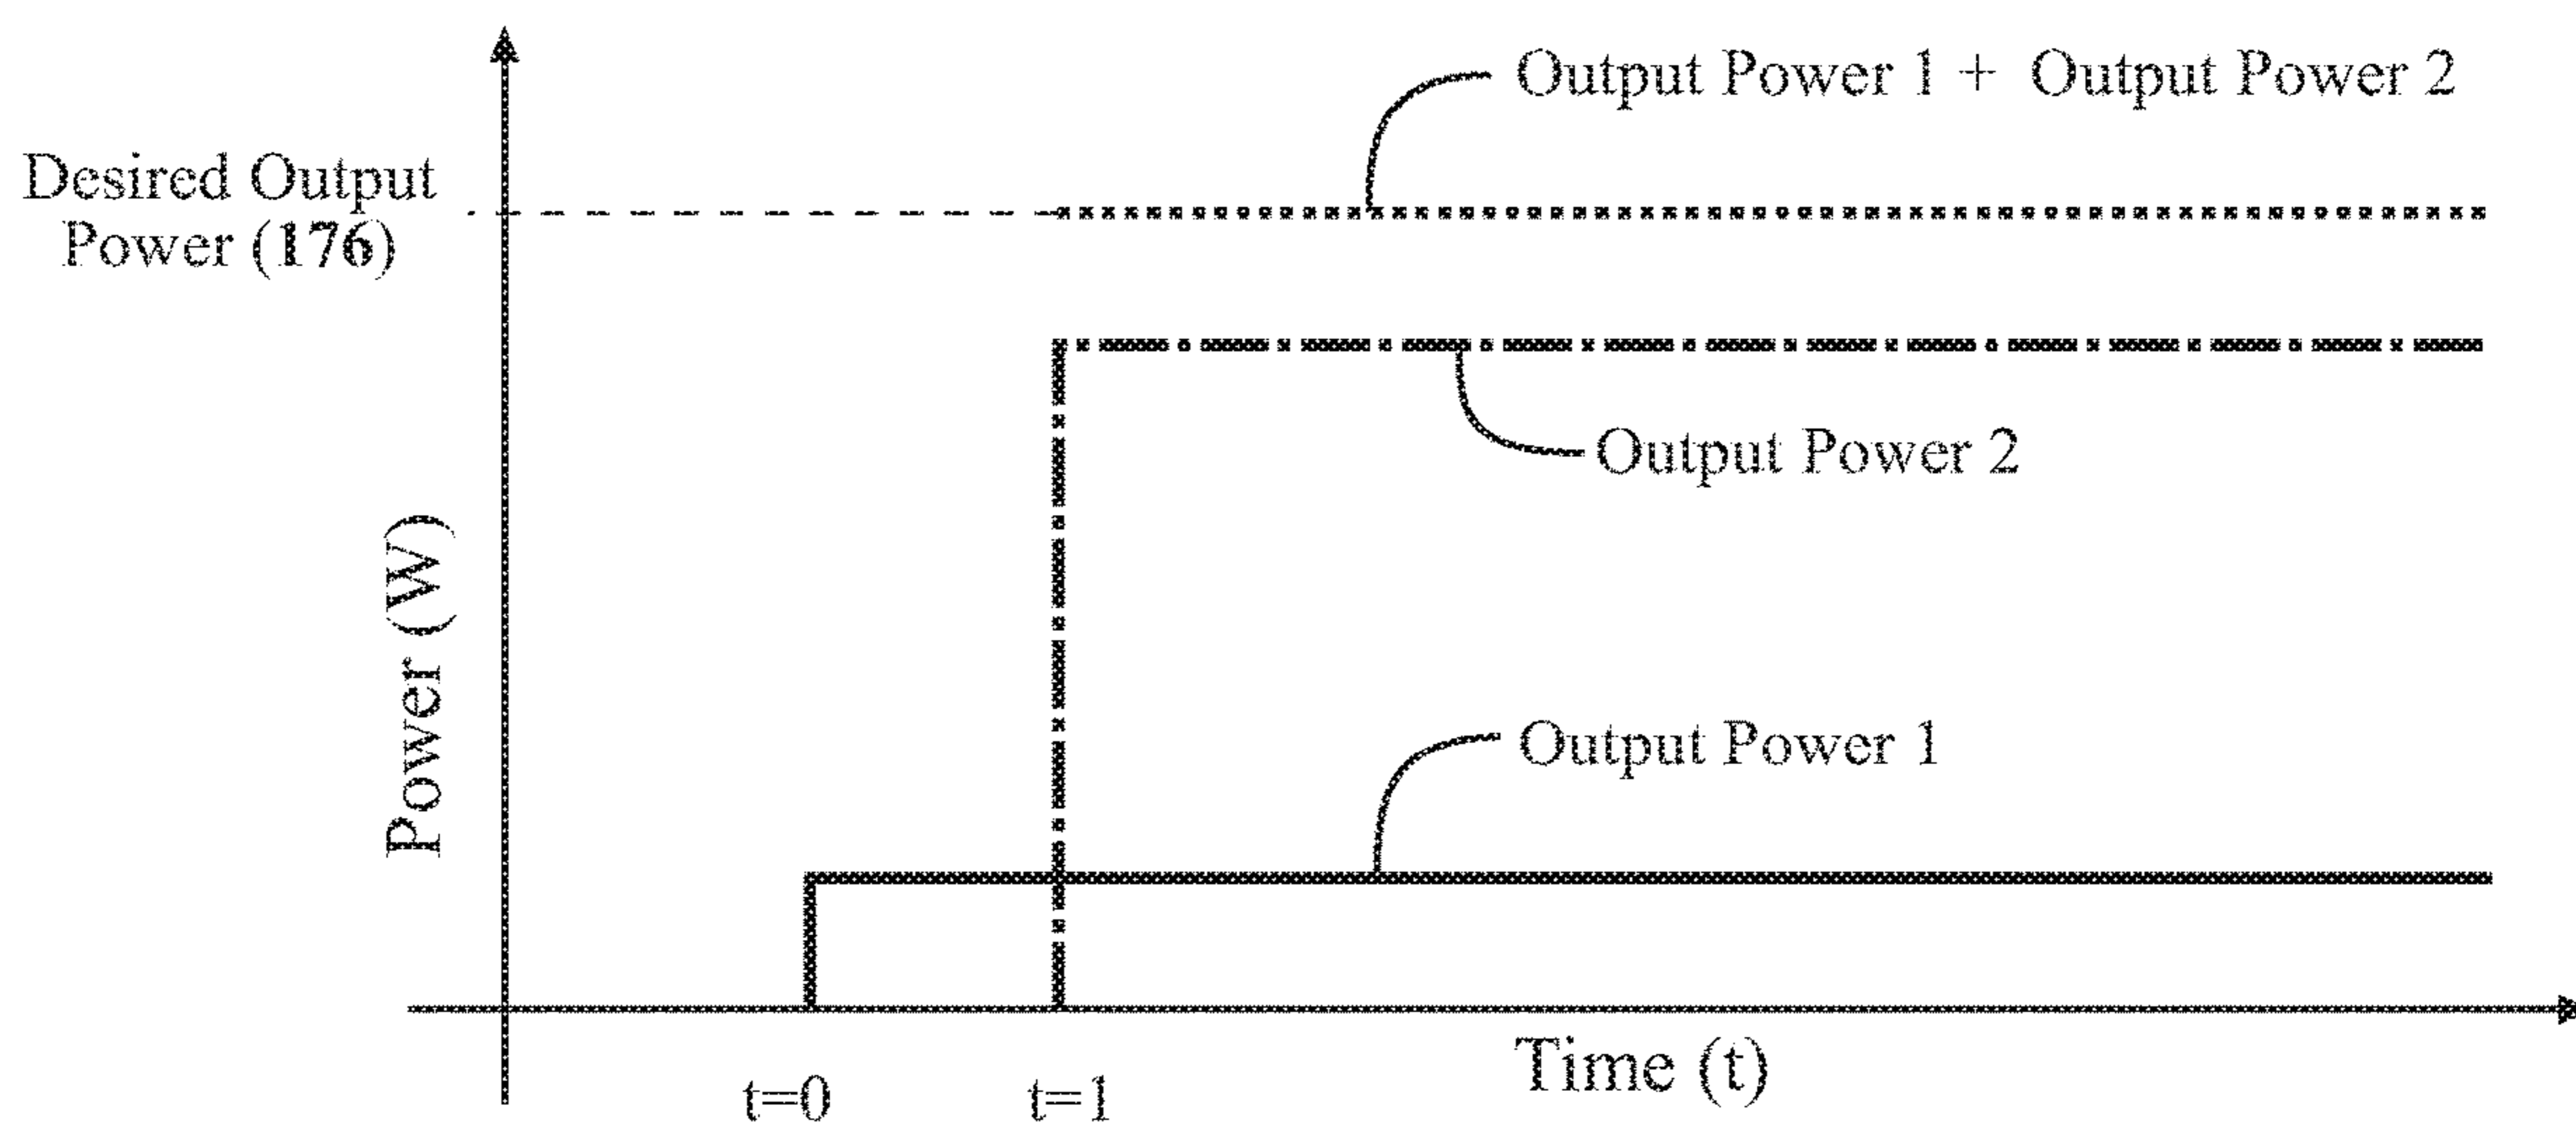 Output Power 1 + Output Power 2
Desired Output
Power (176)
Output Power 2
Power (W)
Output Power 1
Time (t)
t=0
t=1